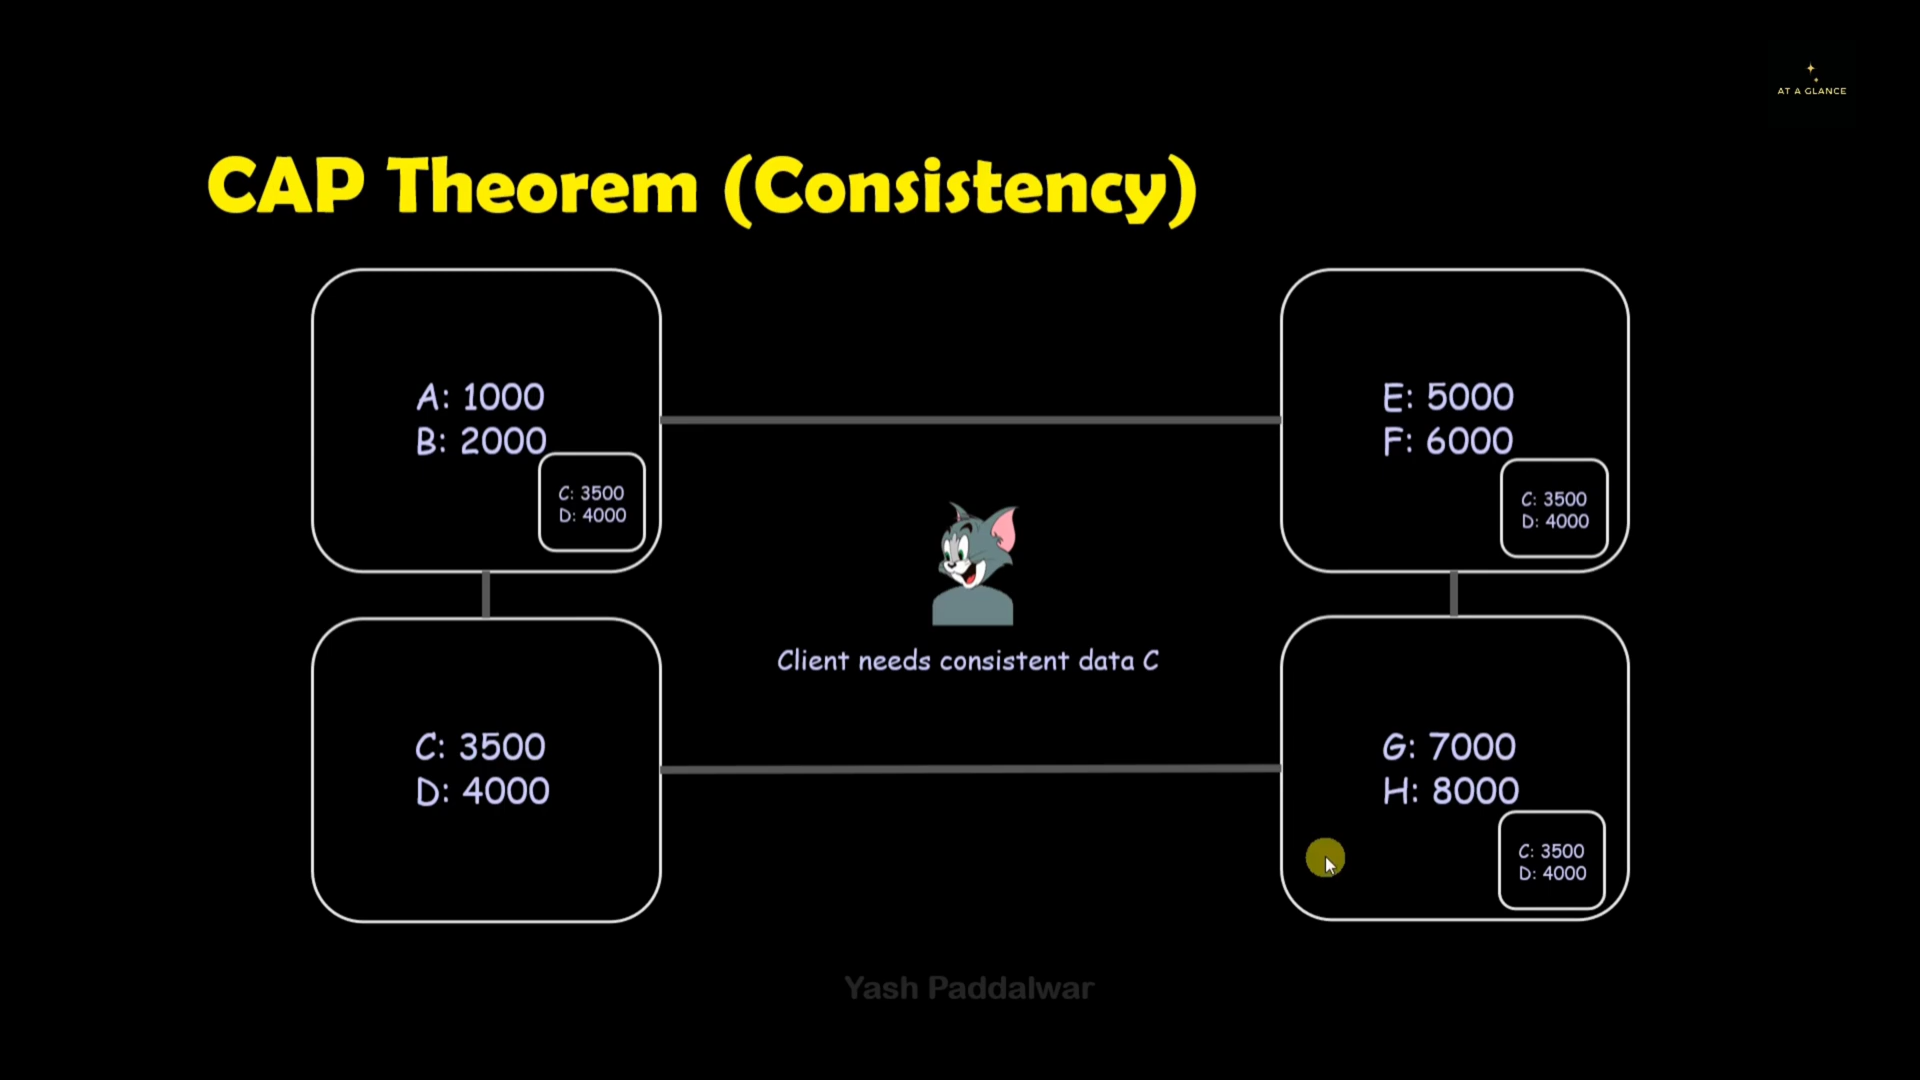 AT A GLANCE
CAP Theorem (Consistency)
A: 1000
B: 2000
C: 3500
D: 4000
E: 5000
F: 6000
C: 3500
D: 4000
Client needs consistent data C
C: 3500
D: 4000
G: 7000
H: 8000
C: 3500
D: 4000
Yash Paddalwar